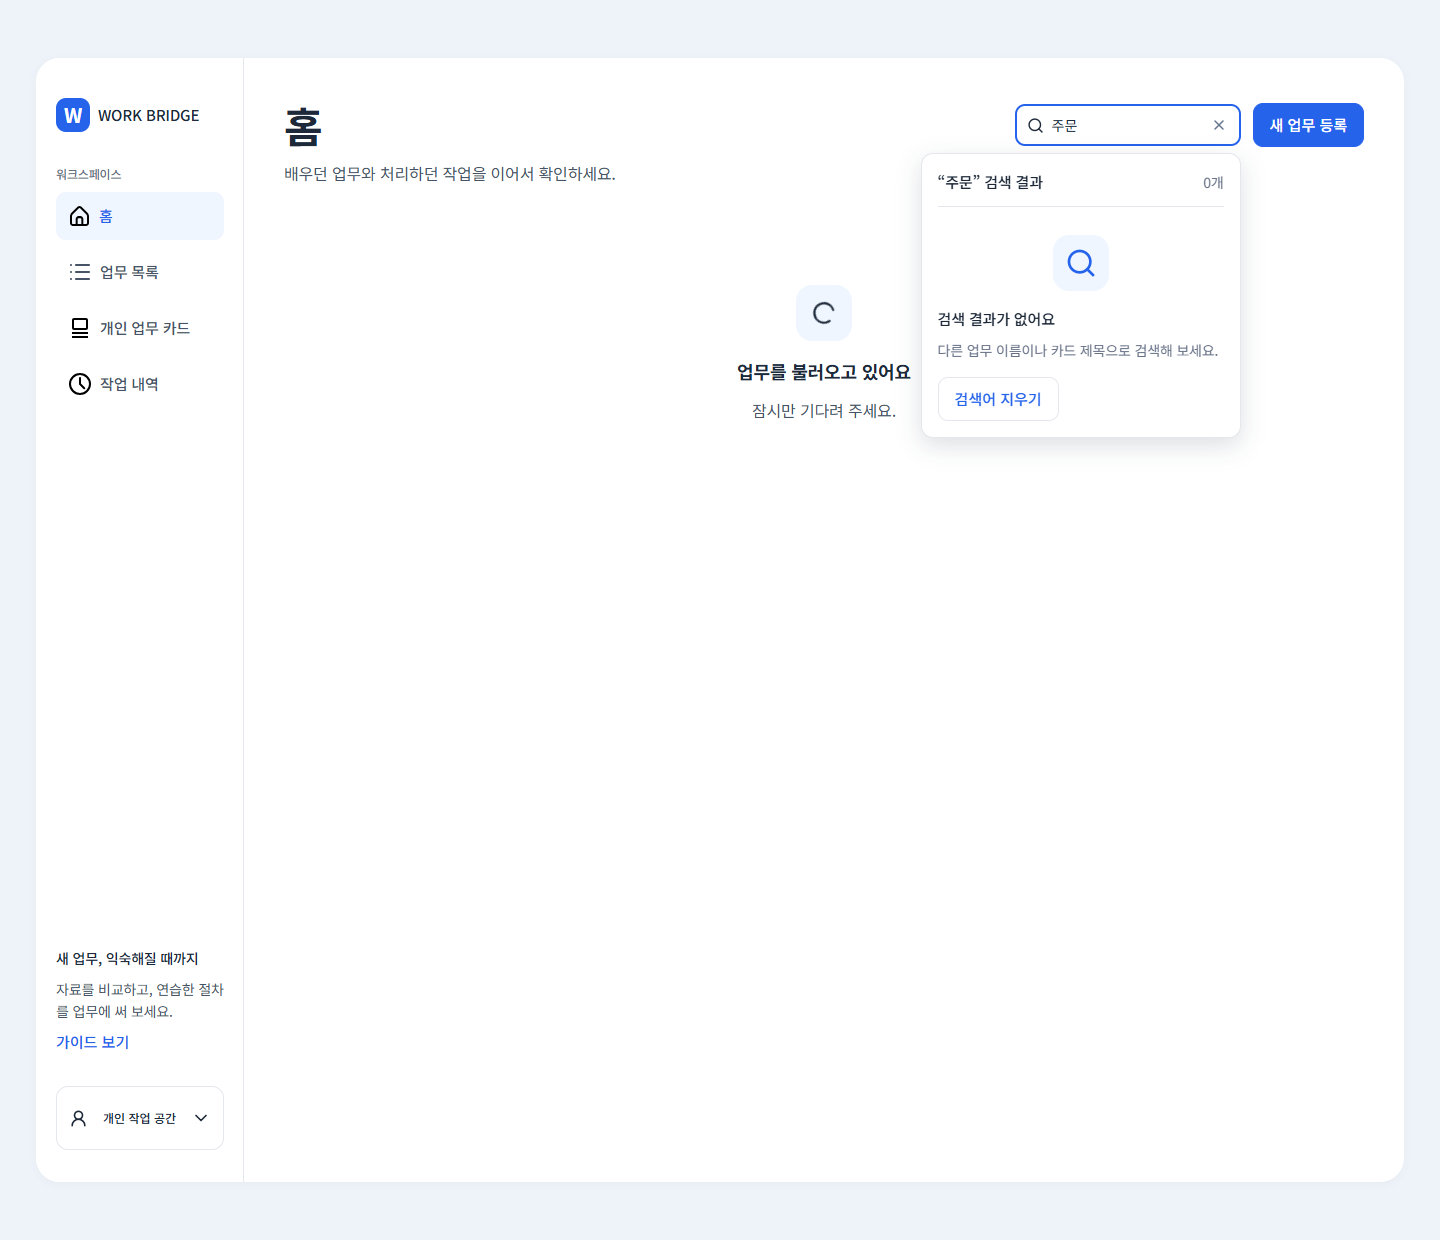 W WORK BRIDGE
워크스페이스
홈
업무 목록
개인 업무 카드
작업 내역
새 업무, 익숙해질 때까지
자료를 비교하고, 연습한 절차
를 업무에 써 보세요.
가이드 보기
개인 작업 공간
홈
배우던 업무와 처리하던 작업을 이어서 확인하세요.
주문
새 업무 등록
“주문” 검색 결과 0개
검색 결과가 없어요
다른 업무 이름이나 카드 제목으로 검색해 보세요.
검색어 지우기
업무를 불러오고 있어요
잠시만 기다려 주세요.